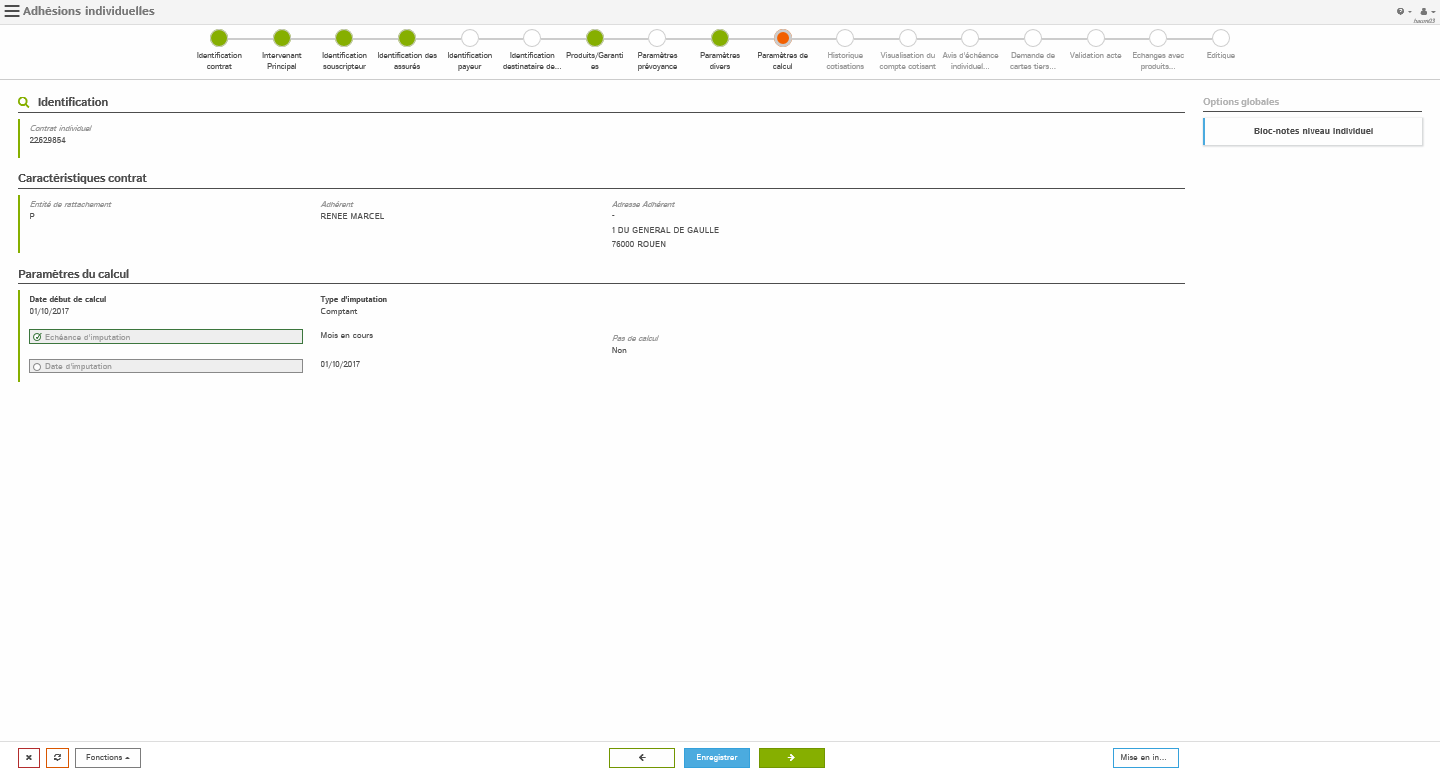 Adhésions individuelles
baum03
Identification contrat
Intervenant Principal
Identification souscripteur
Identification des assurés
Identification payeur
Identification destinataire de...
Produits/Garanti es
Paramètres prévoyance
Paramètres divers
Paramètres de calcul
Historique cotisations
Visualisation du compte cotisant
Avis d'échéance individuel...
Demande de cartes tiers...
Validation acte
Echanges avec produits...
Editique
Identification
Options globales
Bloc-notes niveau individuel
Contrat individuel
22629854
Caractéristiques contrat
Entité de rattachement
P
Adhérent
RENEE MARCEL
Adresse Adhérent
-
1 DU GENERAL DE GAULLE
76000 ROUEN
Paramètres du calcul
Date début de calcul
01/10/2017
Type d'imputation
Comptant
Echéance d'imputation
Mois en cours
Pas de calcul
Non
Date d'imputation
01/10/2017
Fonctions
Enregistrer
Mise en in...